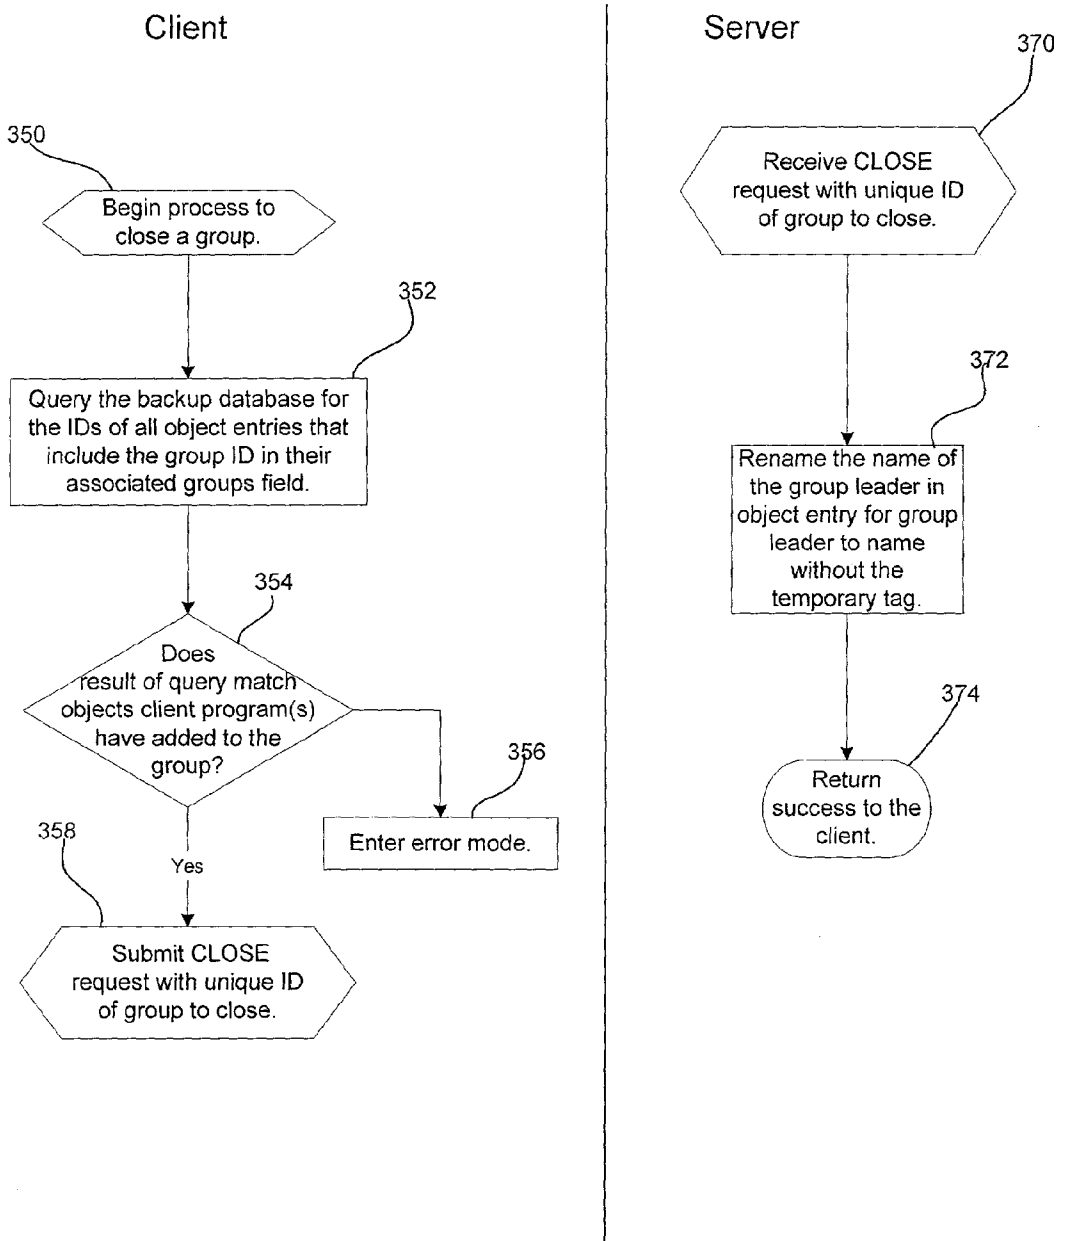 Client
350
Begin process to
close a group.
352
Query the backup database for
the IDs of all object entries that
include the group ID in their
associated groups field.
354
Does
result of query match
objects client program(s)
have added to the
group?
356
Enter error mode.
358
Yes
Submit CLOSE
request with unique ID
of group to close.
Server
370
Receive CLOSE
request with unique ID
of group to close.
372
Rename the name of
the group leader in
object entry for group
leader to name
without the
temporary tag.
374
Return
success to the
client.